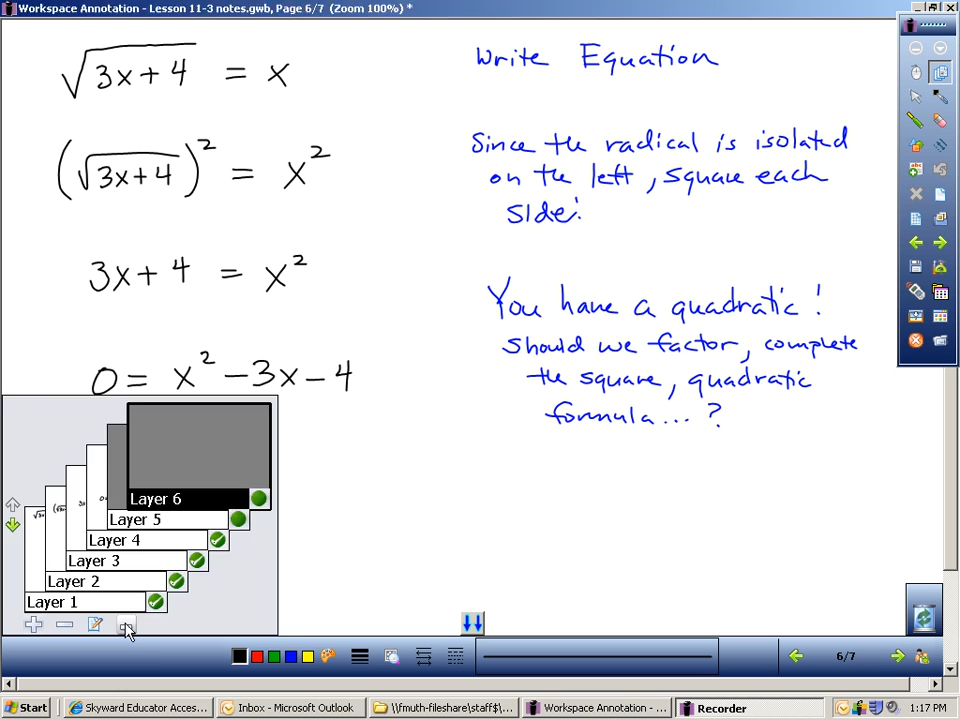 Workspace Annotation - Lesson 11-3 notes.gwb, Page 6/7 (Zoom 100%) *
√(3x+4) = x
Write Equation
(√(3x+4))² = x²
Since the radical is isolated
on the left, square each
side.
3x + 4 = x²
You have a quadratic!
should we factor, complete
the square, quadratic
formula... ?
0 = x² - 3x - 4
Layer 6
Layer 5
Layer 4
Layer 3
Layer 2
Layer 1
6/7
Start
Skyward Educator Acces...
Inbox - Microsoft Outlook
\\fmuth-fileshare\staff$\...
Workspace Annotation - ...
Recorder
1:17 PM